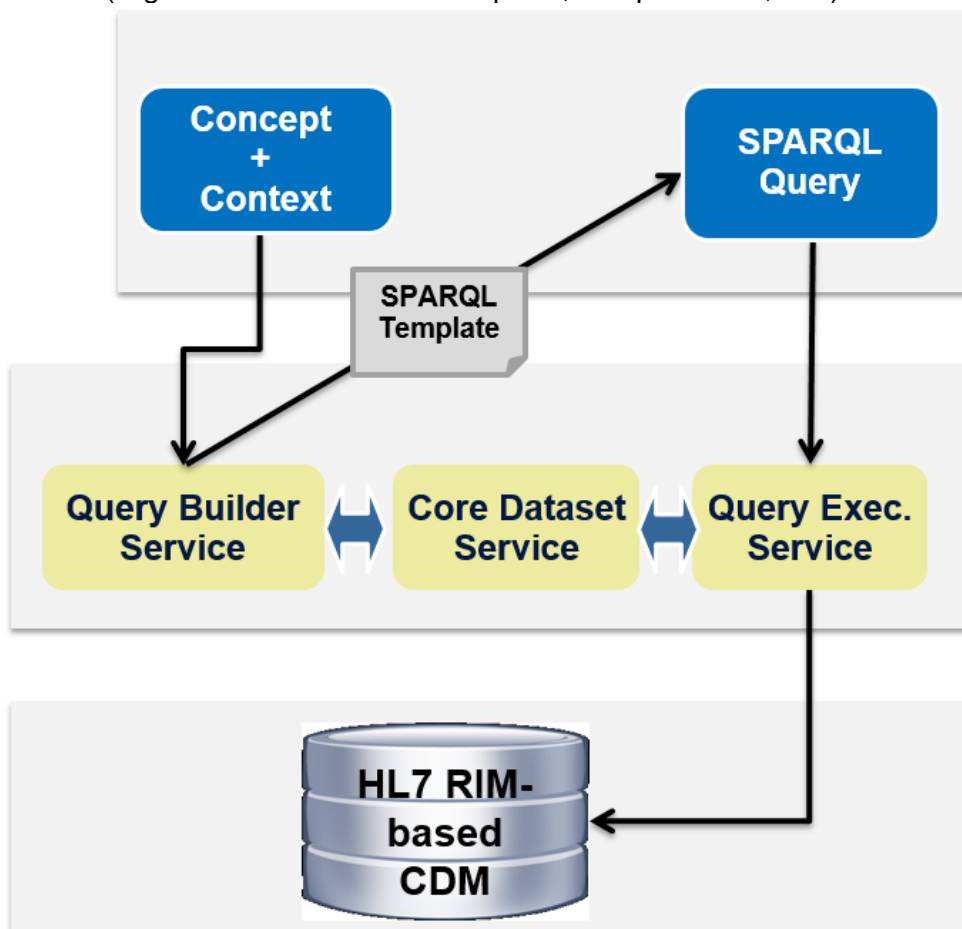 Concept
+
Context
SPARQL
Query
SPARQL
Template
Query Builder
Service
Core Dataset
Service
Query Exec.
Service
HL7 RIM-
based
CDM